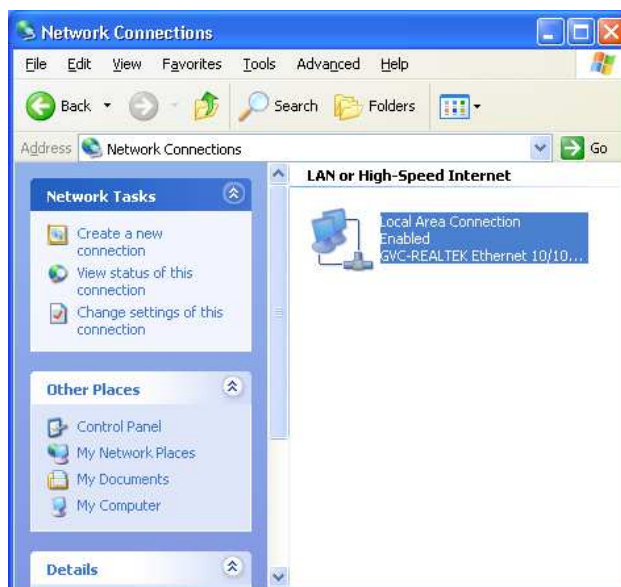 Network Connections
File Edit View Favorites Tools Advanced Help
Back Search Folders
Address Network Connections Go
Network Tasks
Create a new
connection
View status of this
connection
Change settings of this
connection
Other Places
Control Panel
My Network Places
My Documents
My Computer
Details
LAN or High-Speed Internet
Local Area Connection
Enabled
GVC-REALTEK Ethernet 10/10...